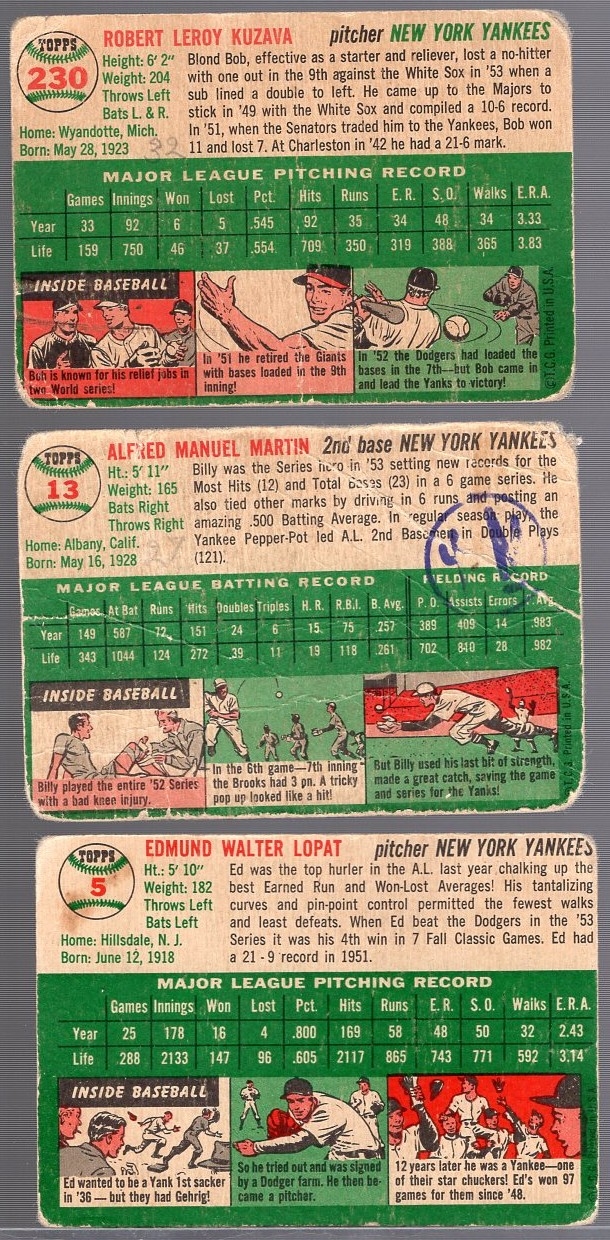 TOPPS
230
ROBERT LEROY KUZAVA pitcher NEW YORK YANKEES
Height: 6' 2"
Weight: 204
Throws Left
Bats L. & R.
Home: Wyandotte, Mich.
Born: May 28, 1923
32
Blond Bob, effective as a starter and reliever, lost a no-hitter
with one out in the 9th against the White Sox in '53 when a
sub lined a double to left. He came up to the Majors to
stick in '49 with the White Sox and compiled a 10-6 record.
In '51, when the Senators traded him to the Yankees, Bob won
11 and lost 7. At Charleston in '42 he had a 21-6 mark.
MAJOR LEAGUE PITCHING RECORD
Games Innings Won Lost Pct. Hits Runs E.R. S.O. Walks E.R.A.
Year 33 92 6 5 .545 92 35 34 48 34 3.33
Life 159 750 46 37 .554 709 350 319 388 365 3.83
INSIDE BASEBALL
Bob is known for his relief jobs in
two World series!
In '51 he retired the Giants
with bases loaded in the 9th
inning!
In '52 the Dodgers had loaded the
bases in the 7th—but Bob came in
and lead the Yanks to victory!
©T.C.G. Printed in U.S.A.
TOPPS
13
ALFRED MANUEL MARTIN 2nd base NEW YORK YANKEES
Ht.: 5' 11"
Weight: 165
Bats Right
Throws Right
Home: Albany, Calif.
Born: May 16, 1928
Billy was the Series hero in '53 setting new records for the
Most Hits (12) and Total Bases (23) in a 6 game series. He
also tied other marks by driving in 6 runs and posting an
amazing .500 Batting Average. In regular season play, the
Yankee Pepper-Pot led A.L. 2nd Basemen in Double Plays
(121).
MAJOR LEAGUE BATTING RECORD FIELDING RECORD
Games At Bat Runs Hits Doubles Triples H.R. R.B.I. B. Avg. P.O. Assists Errors F. Avg.
Year 149 587 72 151 24 6 15 75 .257 389 409 14 .983
Life 343 1044 124 272 39 11 19 118 .261 702 810 28 .982
INSIDE BASEBALL
Billy played the entire '52 Series
with a bad knee injury.
In the 6th game—7th inning
the Brooks had 3 on. A tricky
pop up looked like a hit!
But Billy used his last bit of strength,
made a great catch, saving the game
and series for the Yanks!
T.C.G. Printed in U.S.A.
TOPPS
5
EDMUND WALTER LOPAT pitcher NEW YORK YANKEES
Ht.: 5' 10"
Weight: 182
Throws Left
Bats Left
Home: Hillsdale, N. J.
Born: June 12, 1918
Ed was the top hurler in the A.L. last year chalking up the
best Earned Run and Won-Lost Averages! His tantalizing
curves and pin-point control permitted the fewest walks
and least defeats. When Ed beat the Dodgers in the '53
Series it was his 4th win in 7 Fall Classic Games. Ed had
a 21 - 9 record in 1951.
MAJOR LEAGUE PITCHING RECORD
Games Innings Won Lost Pct. Hits Runs E.R. S.O. Walks E.R.A.
Year 25 178 16 4 .800 169 58 48 50 32 2.43
Life 288 2133 147 96 .605 2117 865 743 771 592 3.14
INSIDE BASEBALL
Ed wanted to be a Yank 1st sacker
in '36 — but they had Gehrig!
So he tried out and was signed
by a Dodger farm. He then be-
came a pitcher.
12 years later he was a Yankee—one
of their star chuckers! Ed's won 97
games for them since '48.